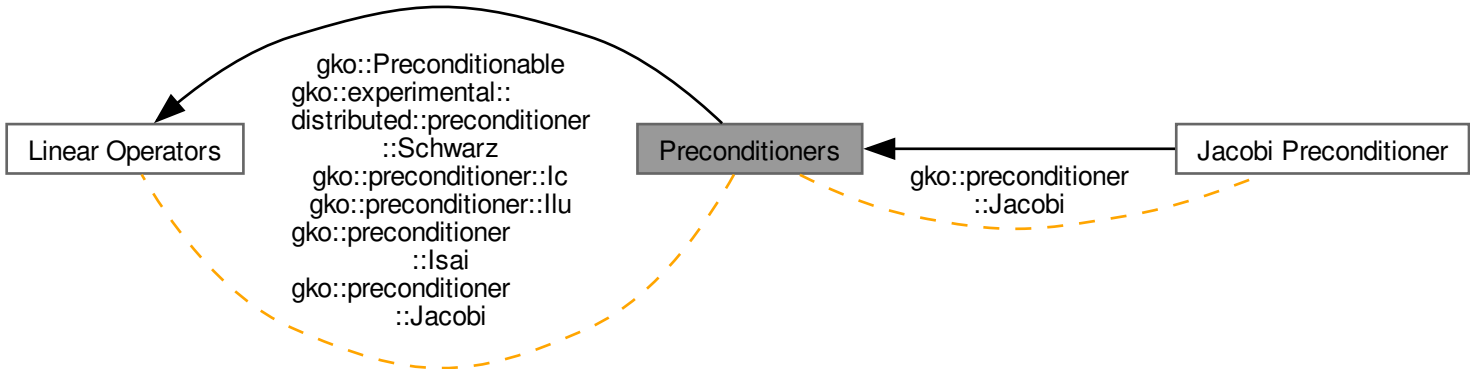 Linear Operators
gko::Preconditionable
gko::experimental::
distributed::preconditioner
::Schwarz
gko::preconditioner::Ic
gko::preconditioner::Ilu
gko::preconditioner
::Isai
gko::preconditioner
::Jacobi
Preconditioners
gko::preconditioner
::Jacobi
Jacobi Preconditioner